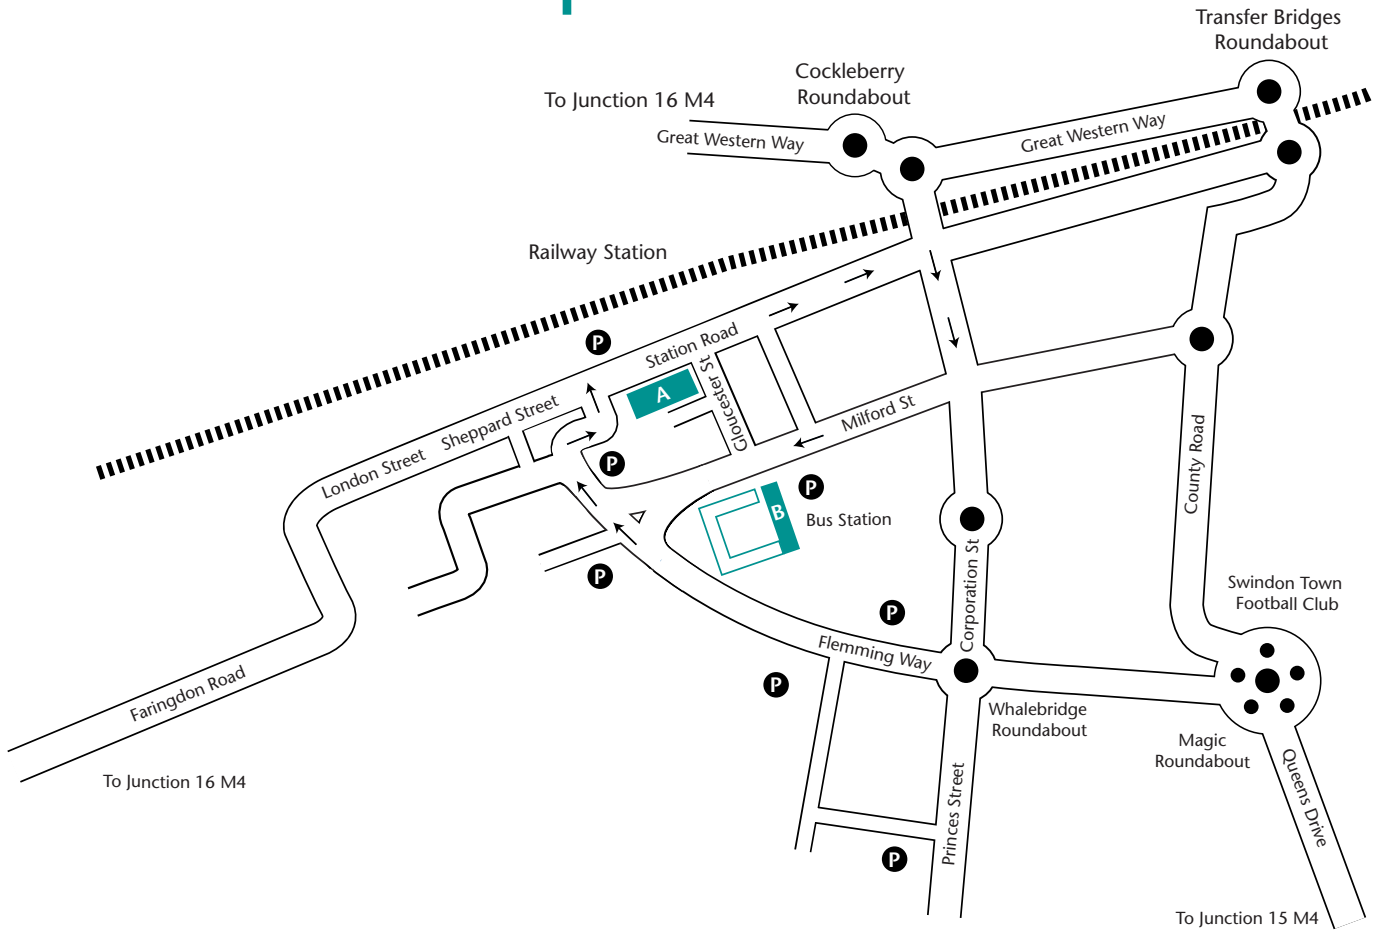 Transfer Bridges
Roundabout
Cockleberry
Roundabout
To Junction 16 M4
Great Western Way
Great Western Way
Railway Station
P
Station Road
A
Gloucester St
Sheppard Street
London Street
Milford St
P
P
B
Bus Station
P
County Road
Corporation St
Swindon Town
Football Club
P
Flemming Way
P
Faringdon Road
Whalebridge
Roundabout
Magic
Roundabout
To Junction 16 M4
Queens Drive
Princes Street
P
To Junction 15 M4